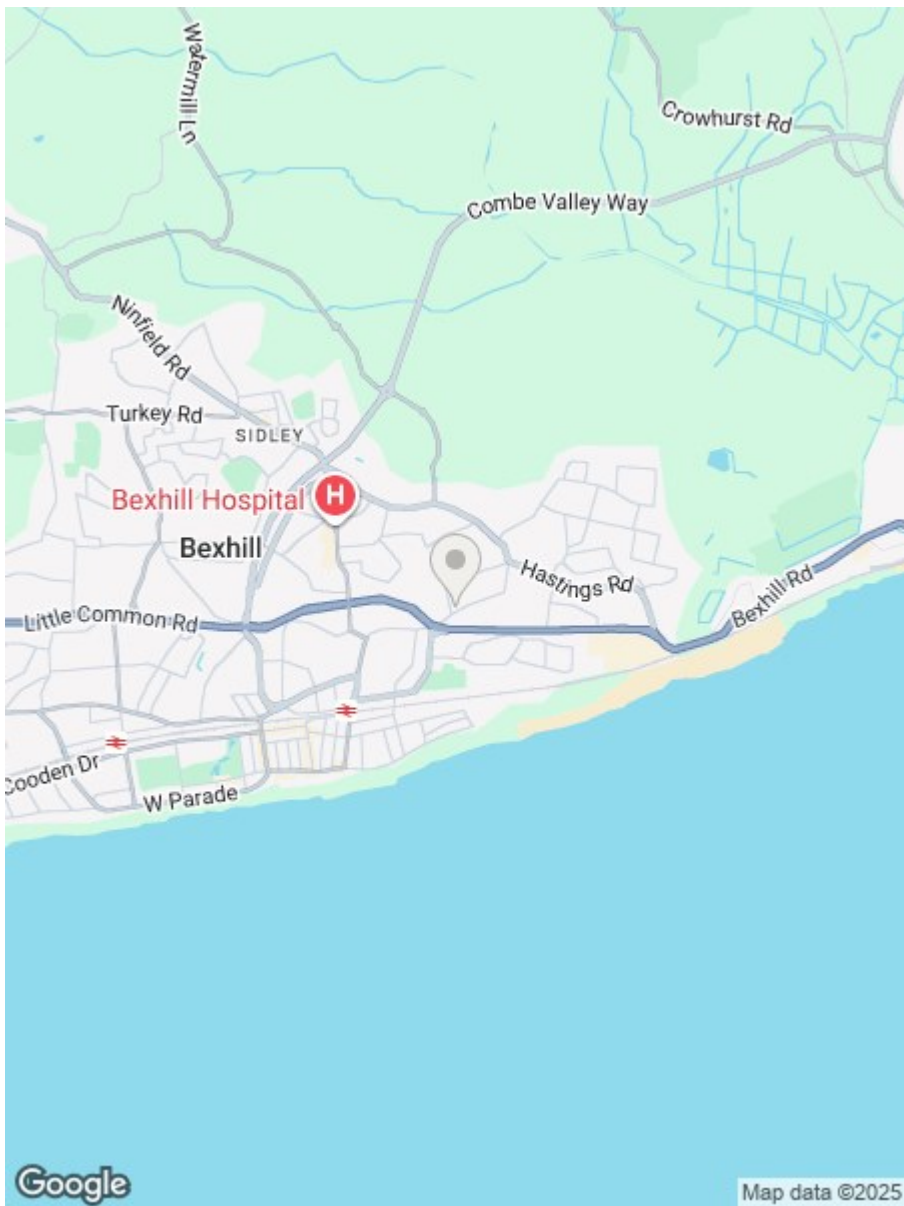 Watermill Ln
Crowhurst Rd
Combe Valley Way
Ninfield Rd
Turkey Rd
SIDLEY
Bexhill Hospital
H
Bexhill
Hastings Rd
Bexhill Rd
Little Common Rd
Cooden Dr
W Parade
Google
Map data ©2025